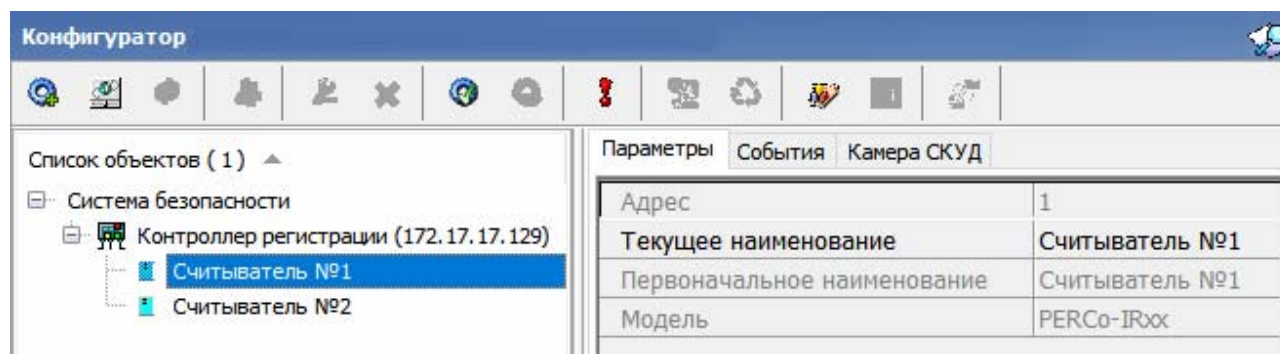 Конфигуратор
Список объектов ( 1 )
Система безопасности
Контроллер регистрации (172.17.17.129)
Считыватель №1
Считыватель №2
Параметры События Камера СКУД
Адрес 1
Текущее наименование Считыватель №1
Первоначальное наименование Считыватель №1
Модель PERCo-IRxx